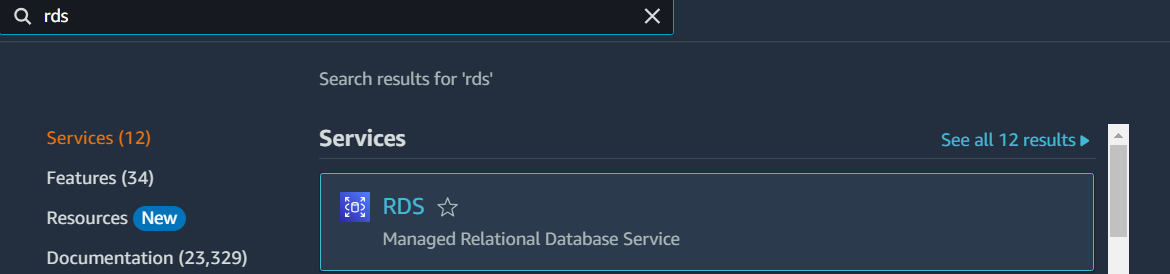 rds
Search results for 'rds'
Services (12)
Features (34)
Resources New
Documentation (23,329)
Services
See all 12 results
RDS
Managed Relational Database Service